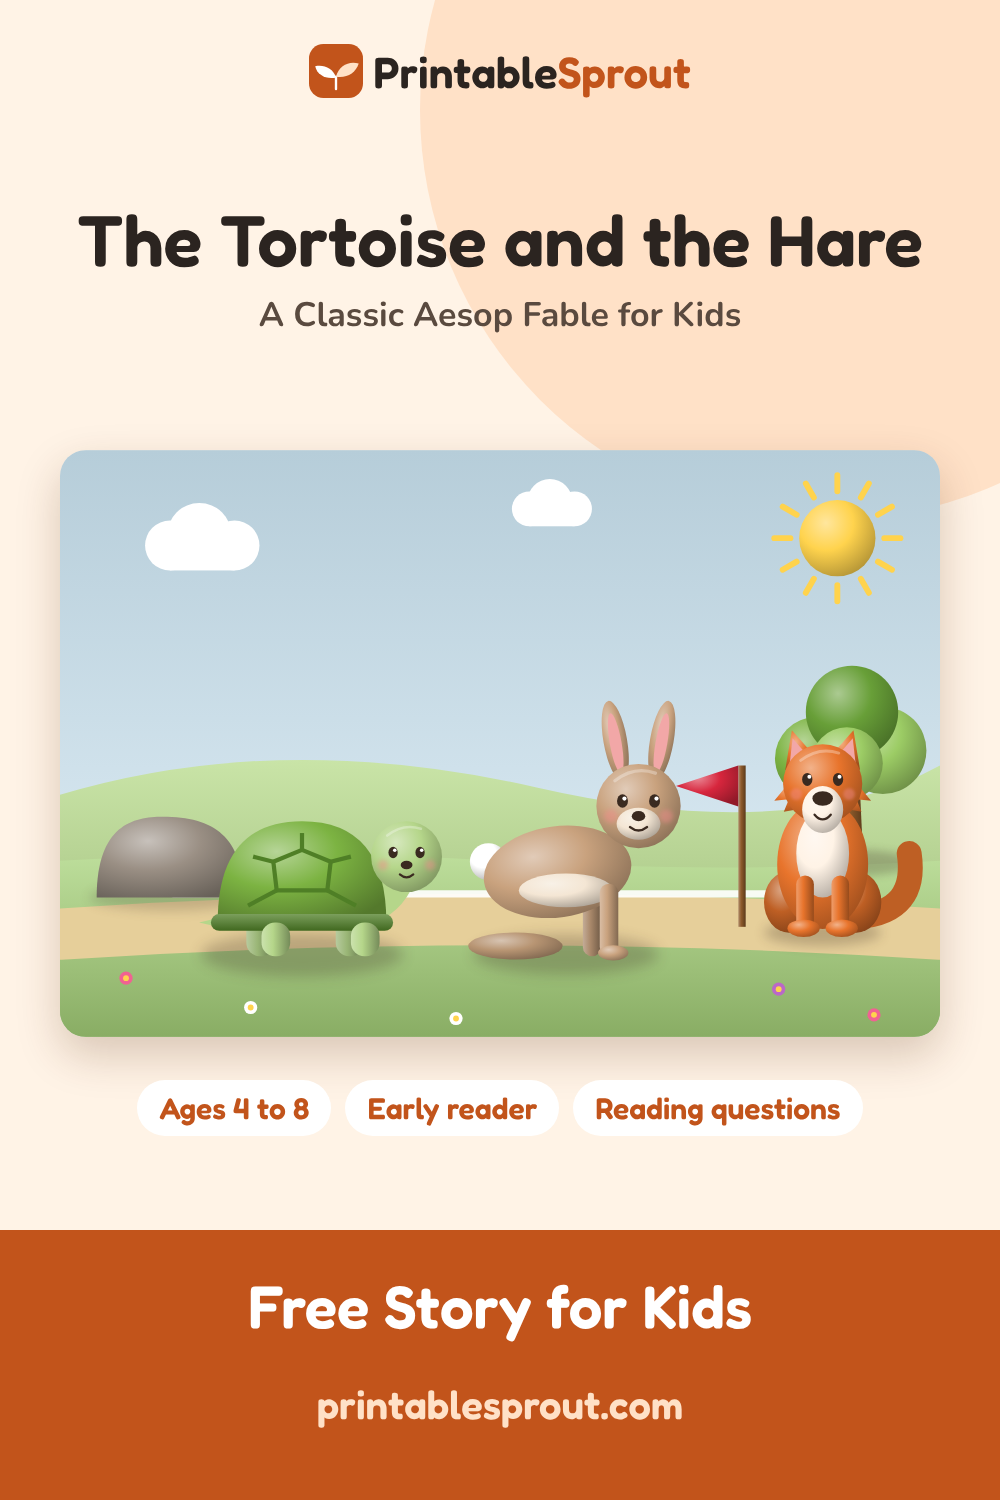 PrintableSprout
The Tortoise and the Hare
A Classic Aesop Fable for Kids
Ages 4 to 8
Early reader
Reading questions
Free Story for Kids
printablesprout.com